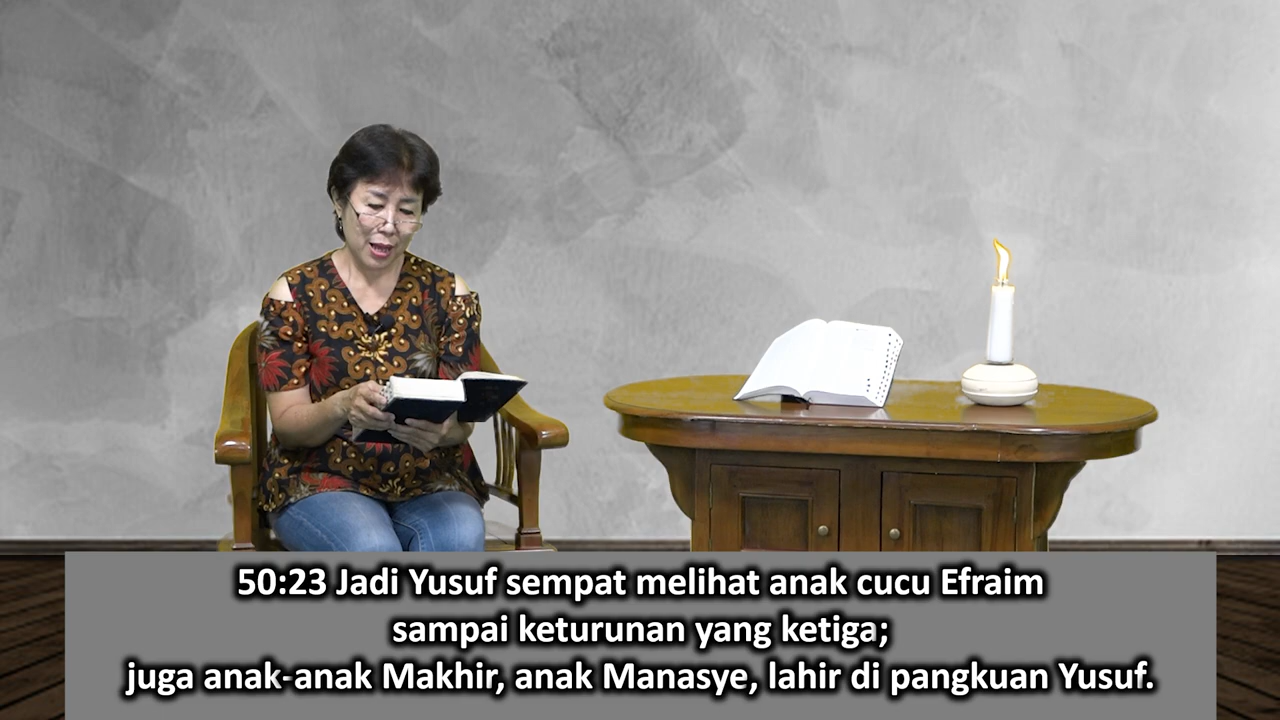 50:23 Jadi Yusuf sempat melihat anak cucu Efraim
sampai keturunan yang ketiga;
juga anak-anak Makhir, anak Manasye, lahir di pangkuan Yusuf.